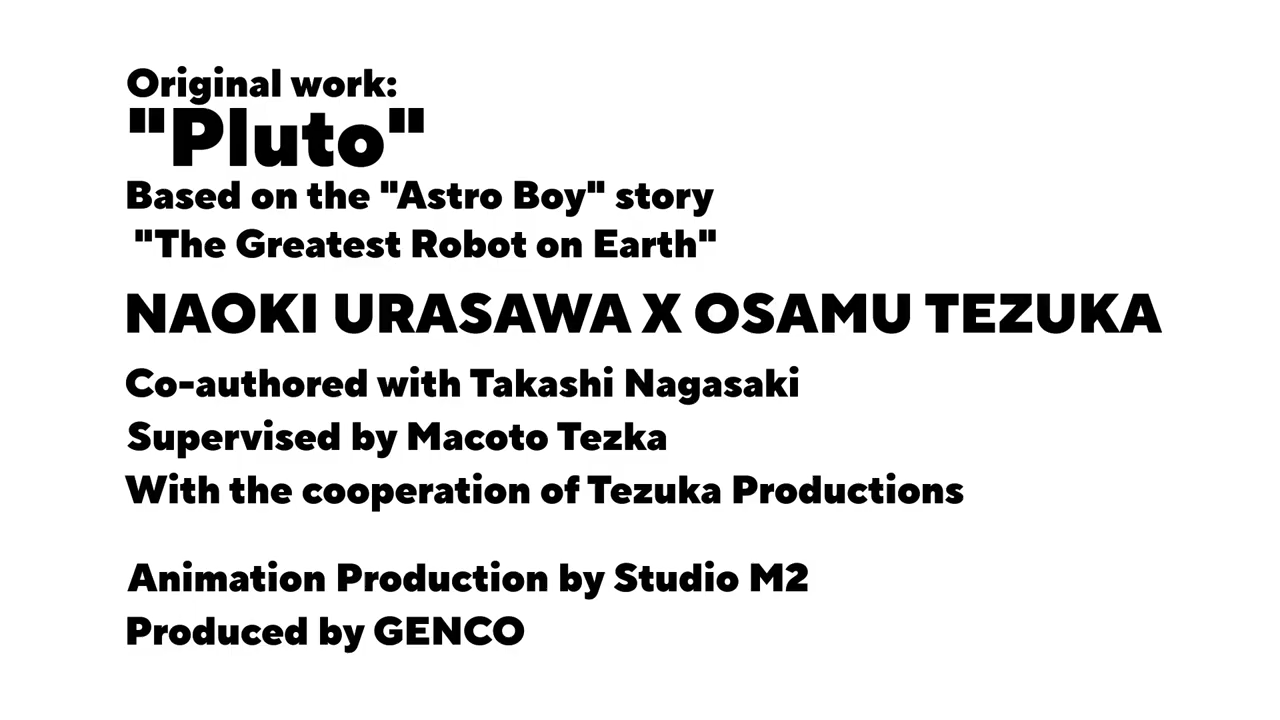 Original work:
"Pluto"
Based on the "Astro Boy" story
"The Greatest Robot on Earth"
NAOKI URASAWA X OSAMU TEZUKA
Co-authored with Takashi Nagasaki
Supervised by Macoto Tezka
With the cooperation of Tezuka Productions
Animation Production by Studio M2
Produced by GENCO